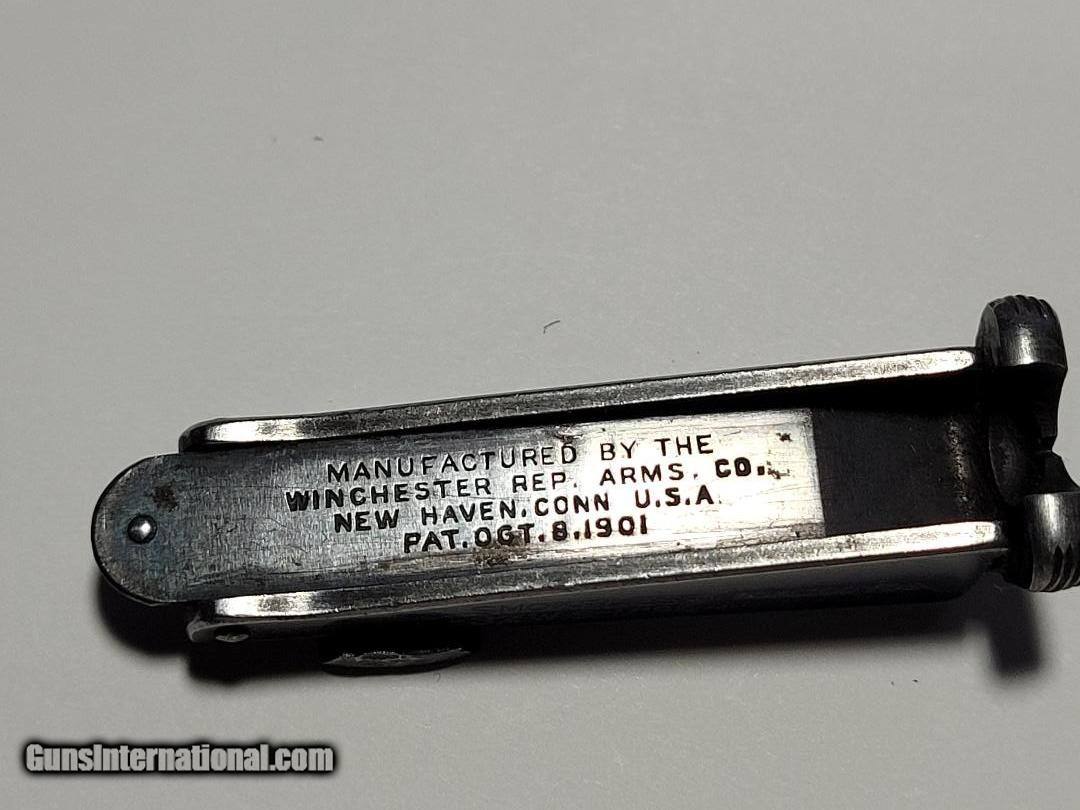 MANUFACTURED BY THE
WINCHESTER REP. ARMS. CO.
NEW HAVEN. CONN U.S.A.
PAT. OCT. 8. 1901
GunsInternational.com